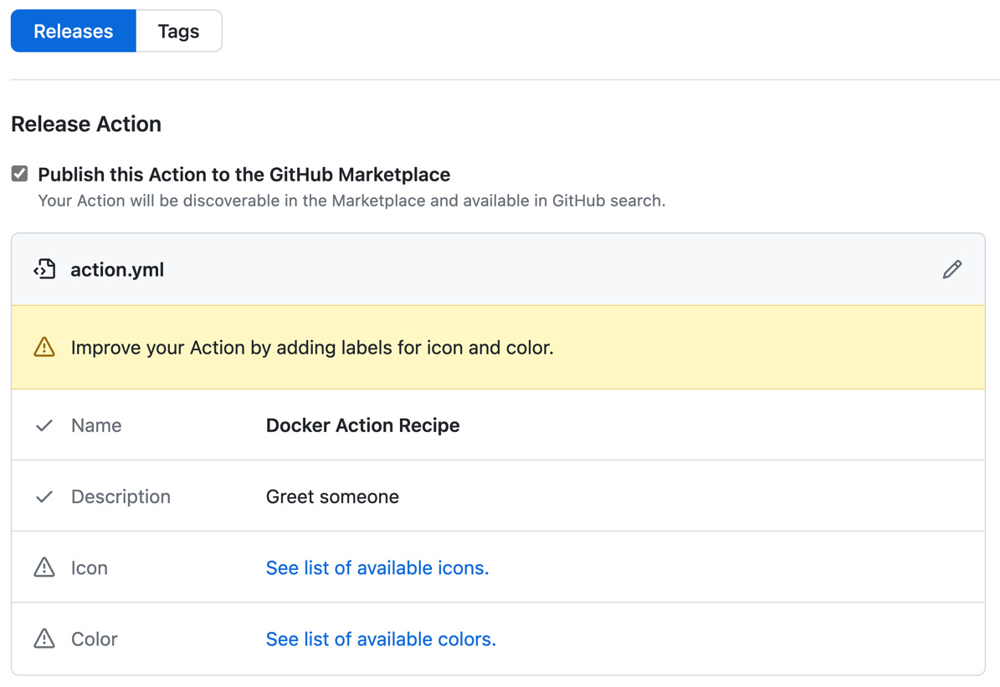 Releases Tags
Release Action
Publish this Action to the GitHub Marketplace
Your Action will be discoverable in the Marketplace and available in GitHub search.
action.yml
Improve your Action by adding labels for icon and color.
Name Docker Action Recipe
Description Greet someone
Icon See list of available icons.
Color See list of available colors.